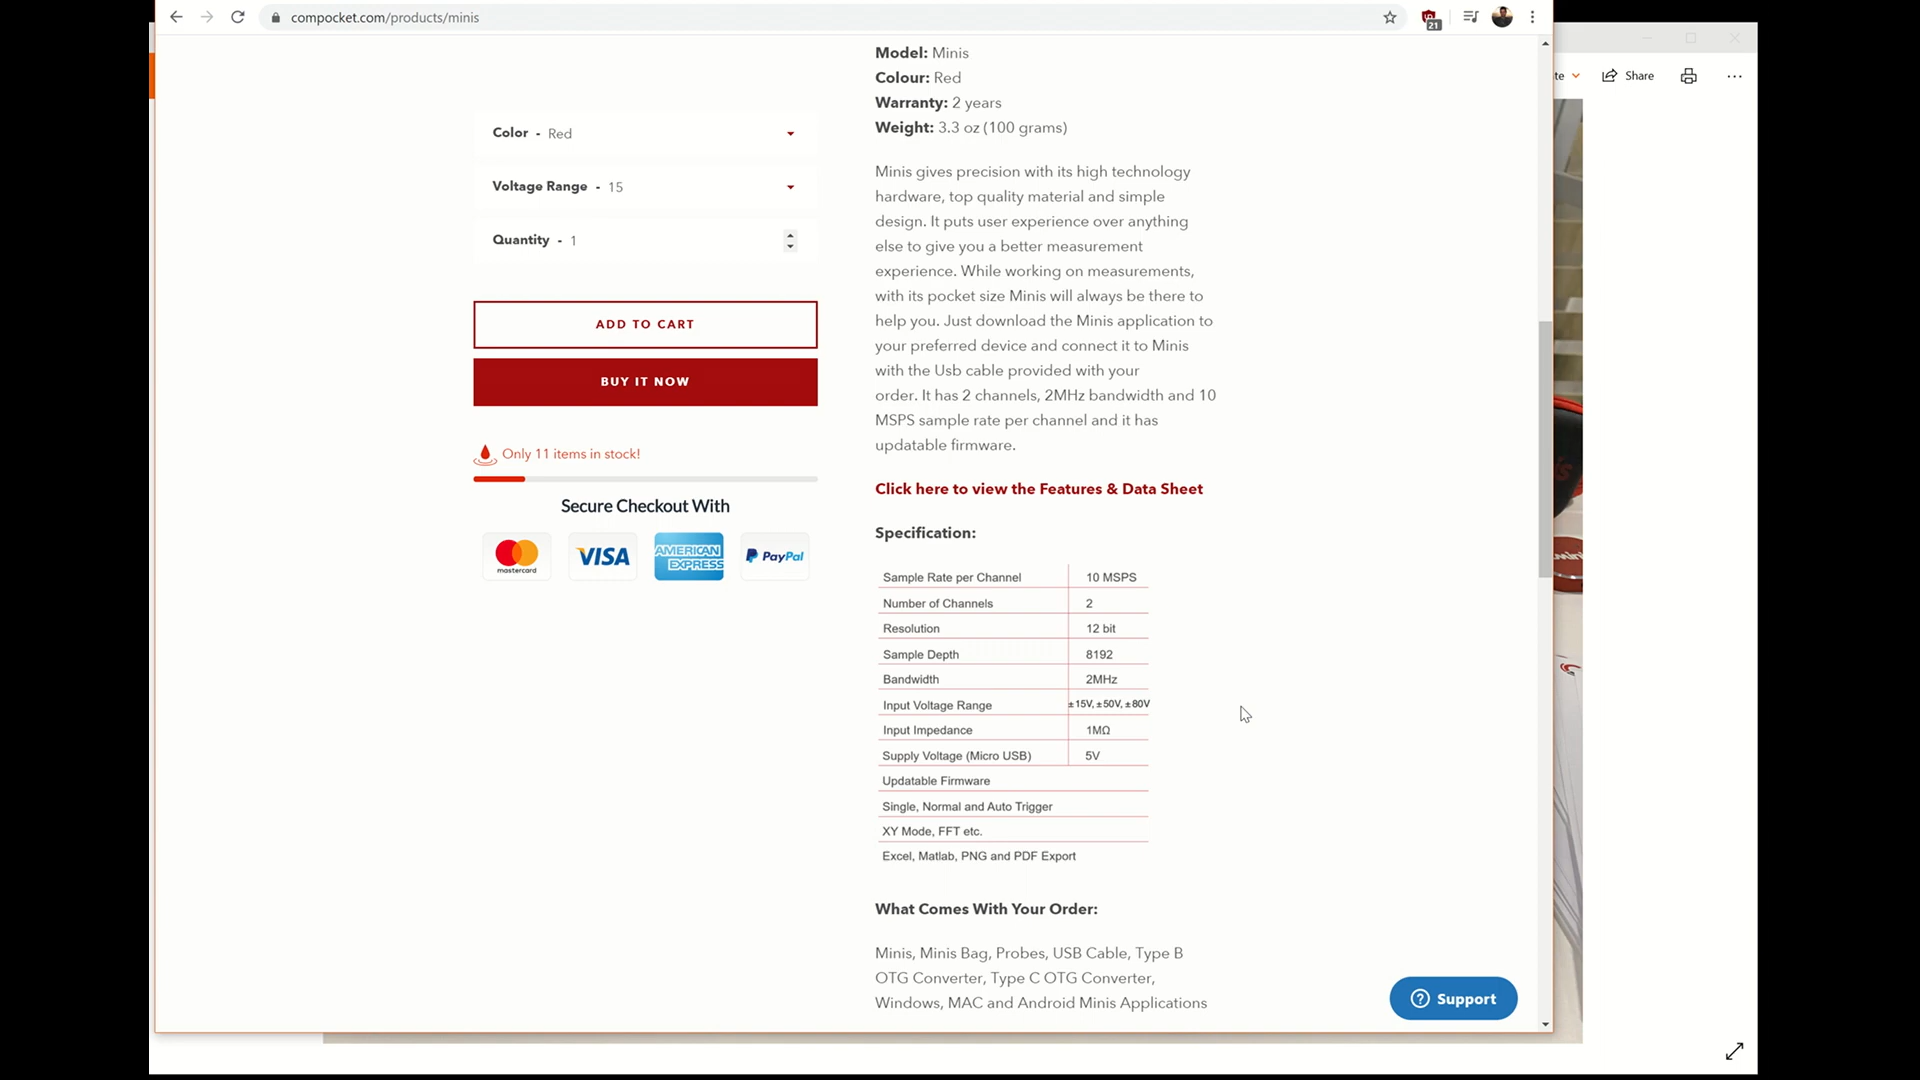 compocket.com/products/minis
21
te
Share
Color - Red
Voltage Range - 15
Quantity - 1
ADD TO CART
BUY IT NOW
Only 11 items in stock!
Secure Checkout With
mastercard
VISA
AMERICAN EXPRESS
PayPal
Model: Minis
Colour: Red
Warranty: 2 years
Weight: 3.3 oz (100 grams)
Minis gives precision with its high technology
hardware, top quality material and simple
design. It puts user experience over anything
else to give you a better measurement
experience. While working on measurements,
with its pocket size Minis will always be there to
help you. Just download the Minis application to
your preferred device and connect it to Minis
with the Usb cable provided with your
order. It has 2 channels, 2MHz bandwidth and 10
MSPS sample rate per channel and it has
updatable firmware.
Click here to view the Features & Data Sheet
Specification:
Sample Rate per Channel 10 MSPS
Number of Channels 2
Resolution 12 bit
Sample Depth 8192
Bandwidth 2MHz
Input Voltage Range ±15V, ±50V, ±80V
Input Impedance 1MΩ
Supply Voltage (Micro USB) 5V
Updatable Firmware
Single, Normal and Auto Trigger
XY Mode, FFT etc.
Excel, Matlab, PNG and PDF Export
What Comes With Your Order:
Minis, Minis Bag, Probes, USB Cable, Type B
OTG Converter, Type C OTG Converter,
Windows, MAC and Android Minis Applications
Support